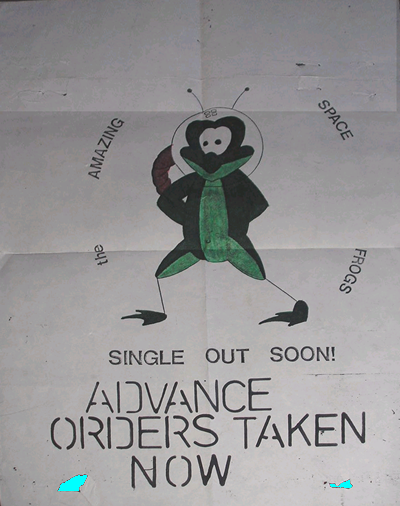 the AMAZING SPACE FROGS
SINGLE OUT SOON!
ADVANCE
ORDERS TAKEN
NOW